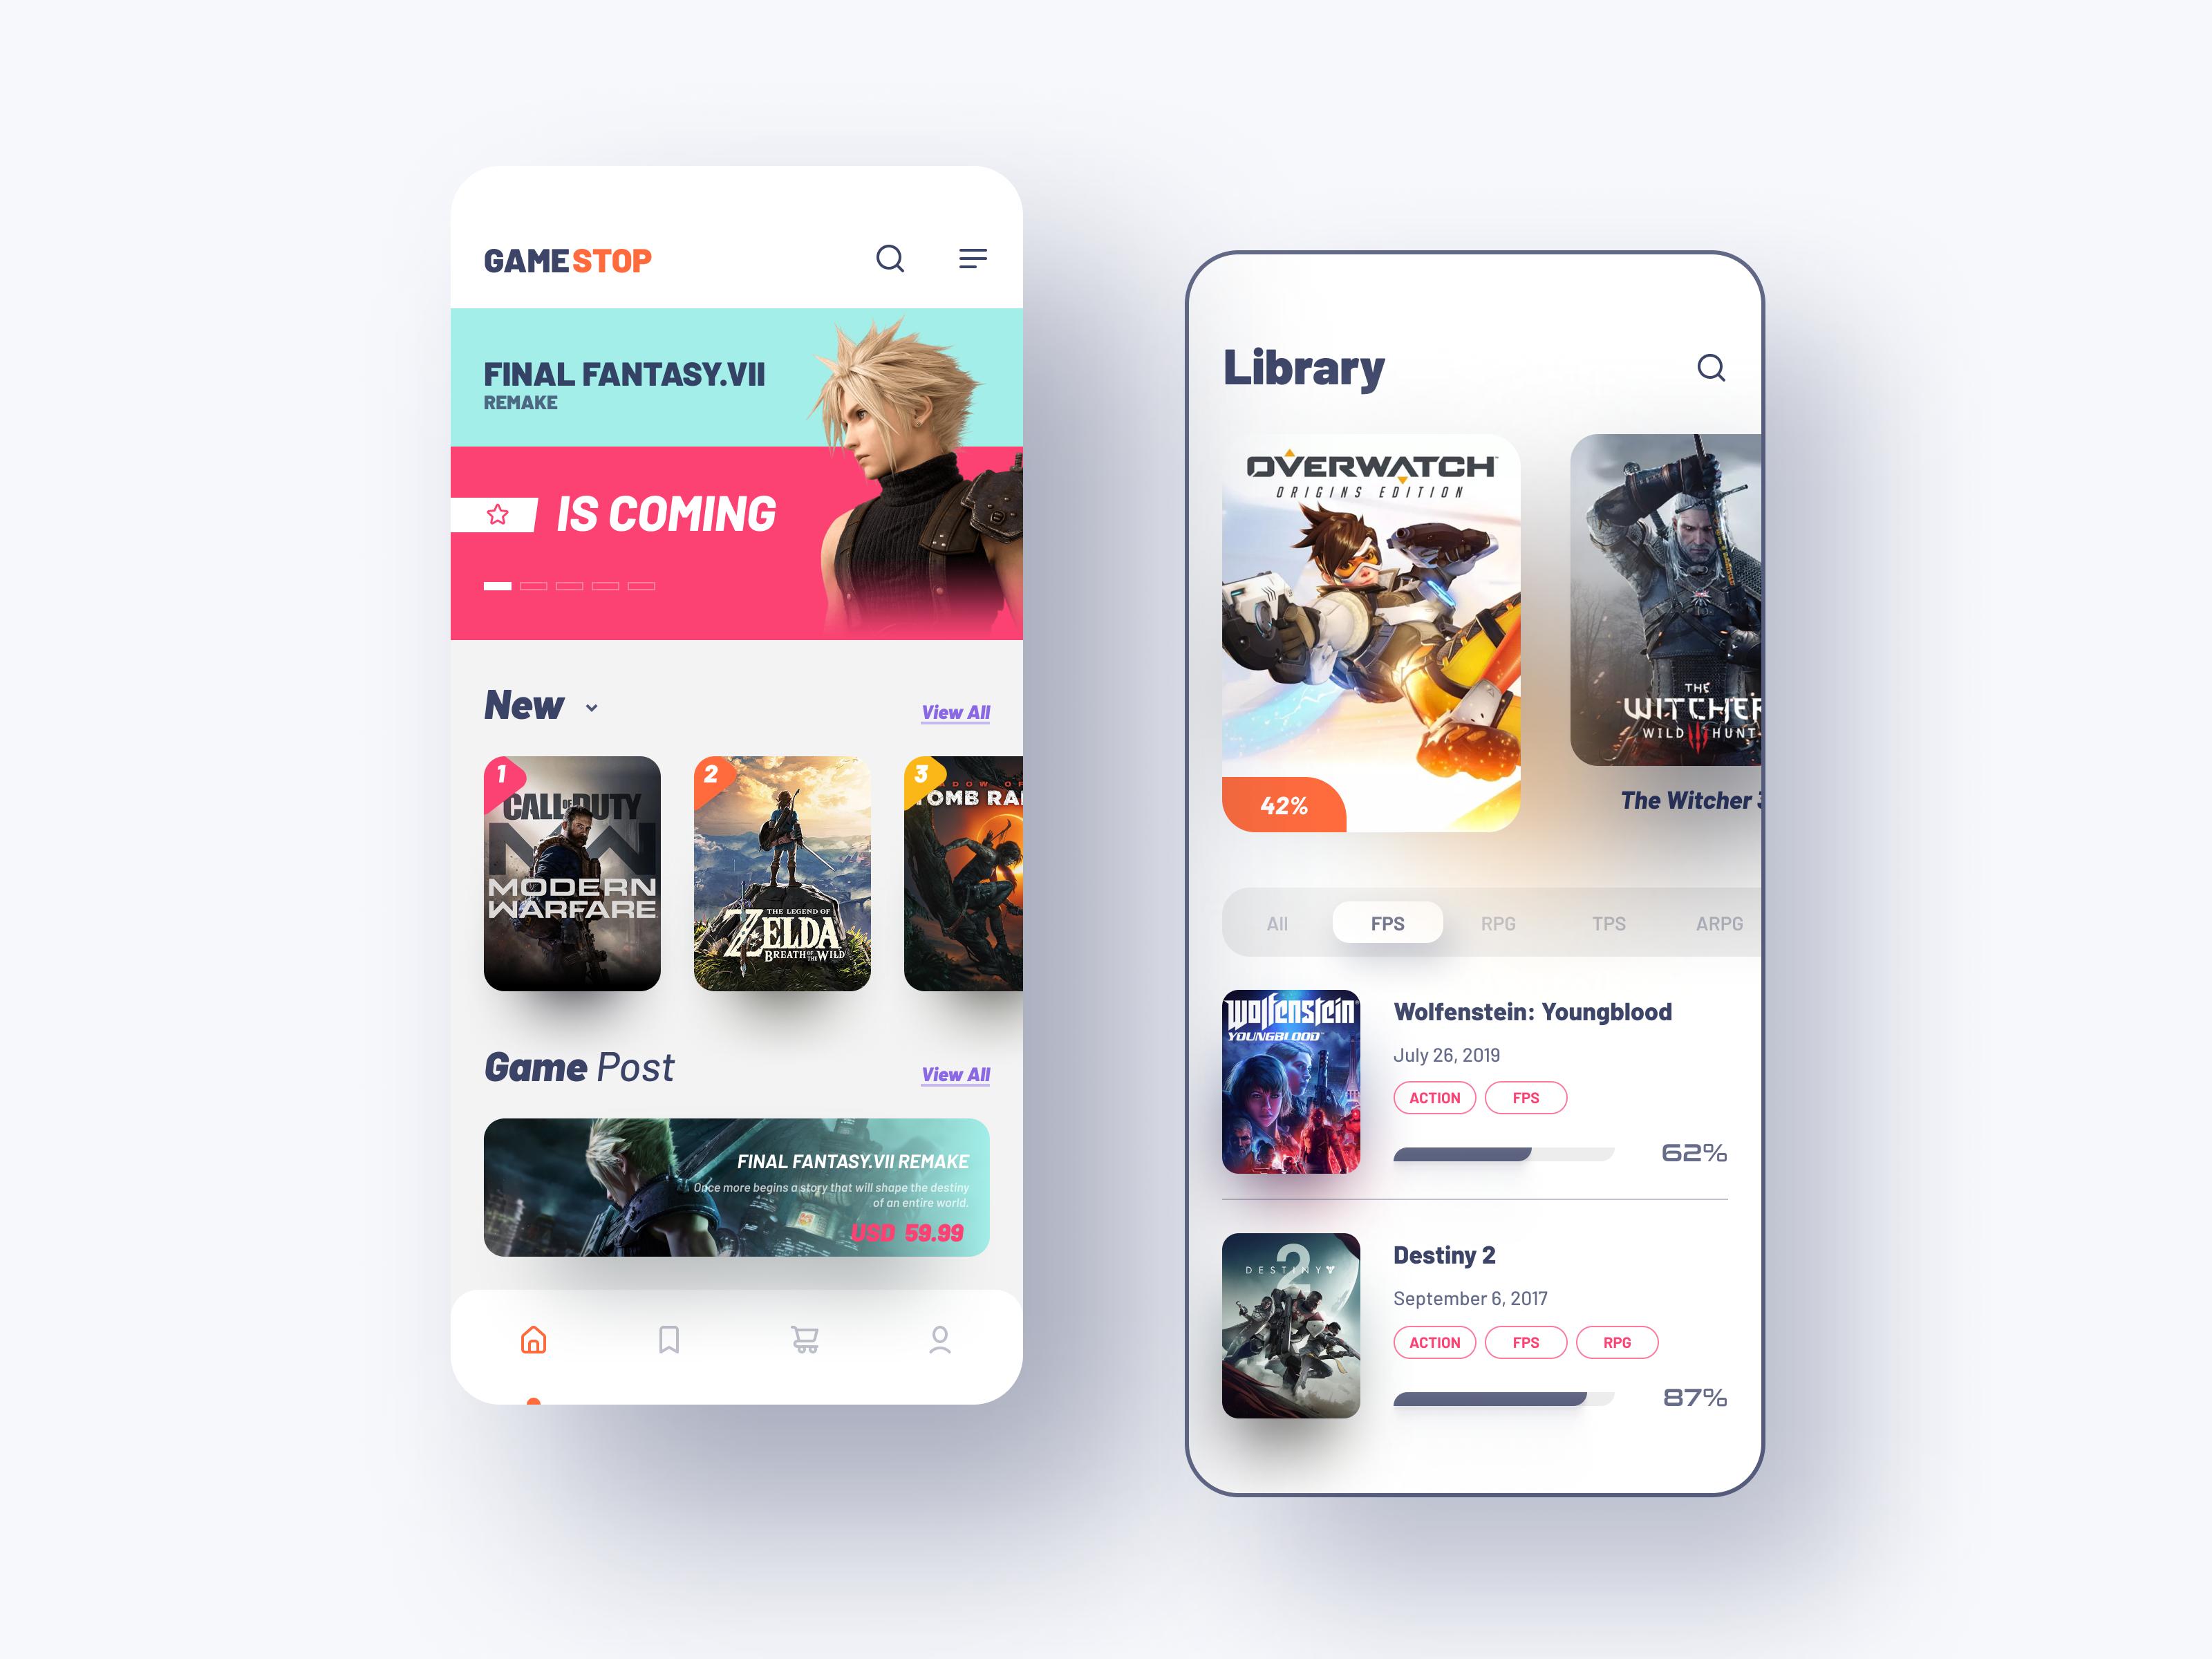 GAMESTOP
FINAL FANTASY.VII
REMAKE
IS COMING
New
View All
1
CALL OF DUTY
MW
MODERN
WARFARE
2
THE LEGEND OF
ZELDA
BREATH OF THE WILD
3
Game Post
View All
FINAL FANTASY.VII REMAKE
Once more begins a story that will shape the destiny
of an entire world.
USD 59.99
Library
OVERWATCH
ORIGINS EDITION
42%
THE
WITCHER
WILD HUNT
The Witcher
All
FPS
RPG
TPS
ARPG
Wolfenstein
YOUNGBLOOD
Wolfenstein: Youngblood
July 26, 2019
ACTION
FPS
62%
DESTINY
2
Destiny 2
September 6, 2017
ACTION
FPS
RPG
87%